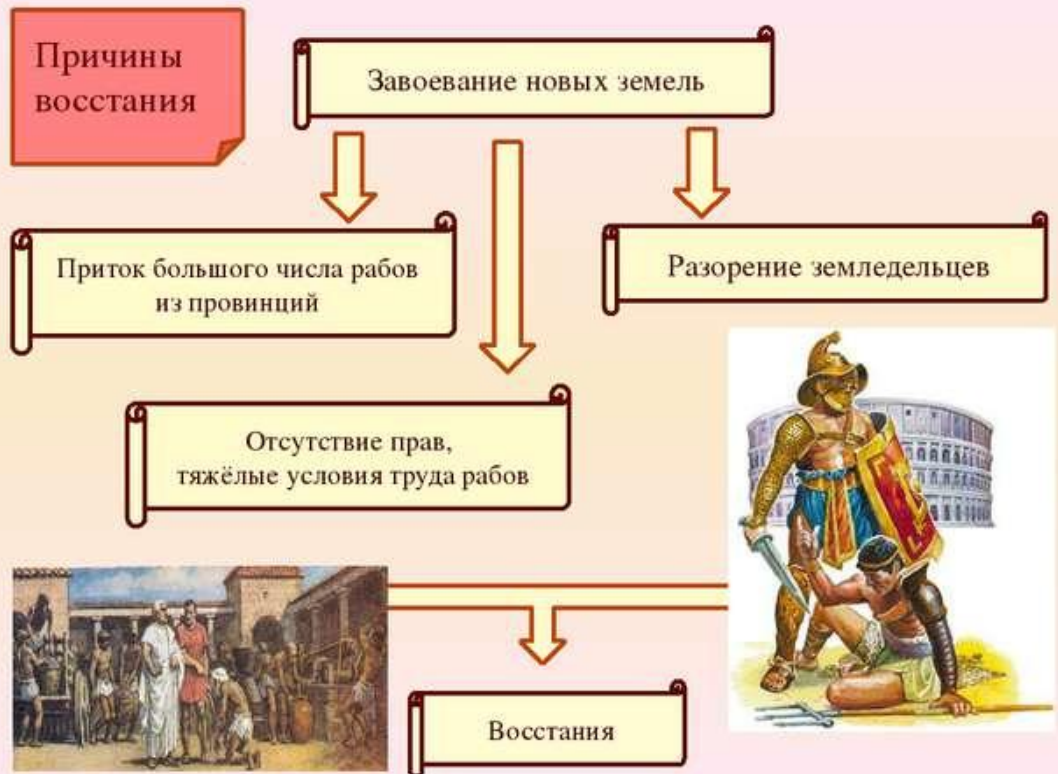 Причины
восстания
Завоевание новых земель
Приток большого числа рабов
из провинций
Разорение земледельцев
Отсутствие прав,
тяжёлые условия труда рабов
Восстания